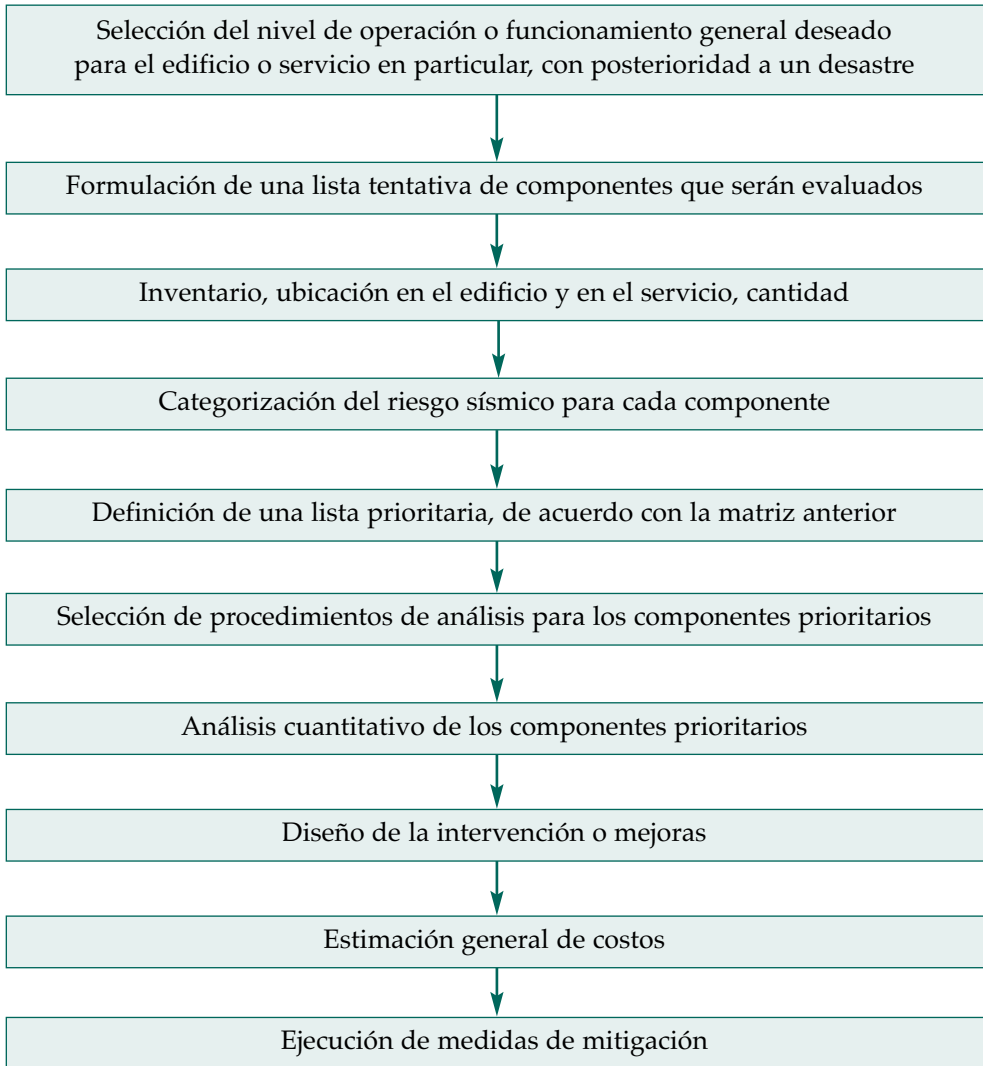 Selección del nivel de operación o funcionamiento general deseado
para el edificio o servicio en particular, con posterioridad a un desastre
Formulación de una lista tentativa de componentes que serán evaluados
Inventario, ubicación en el edificio y en el servicio, cantidad
Categorización del riesgo sísmico para cada componente
Definición de una lista prioritaria, de acuerdo con la matriz anterior
Selección de procedimientos de análisis para los componentes prioritarios
Análisis cuantitativo de los componentes prioritarios
Diseño de la intervención o mejoras
Estimación general de costos
Ejecución de medidas de mitigación